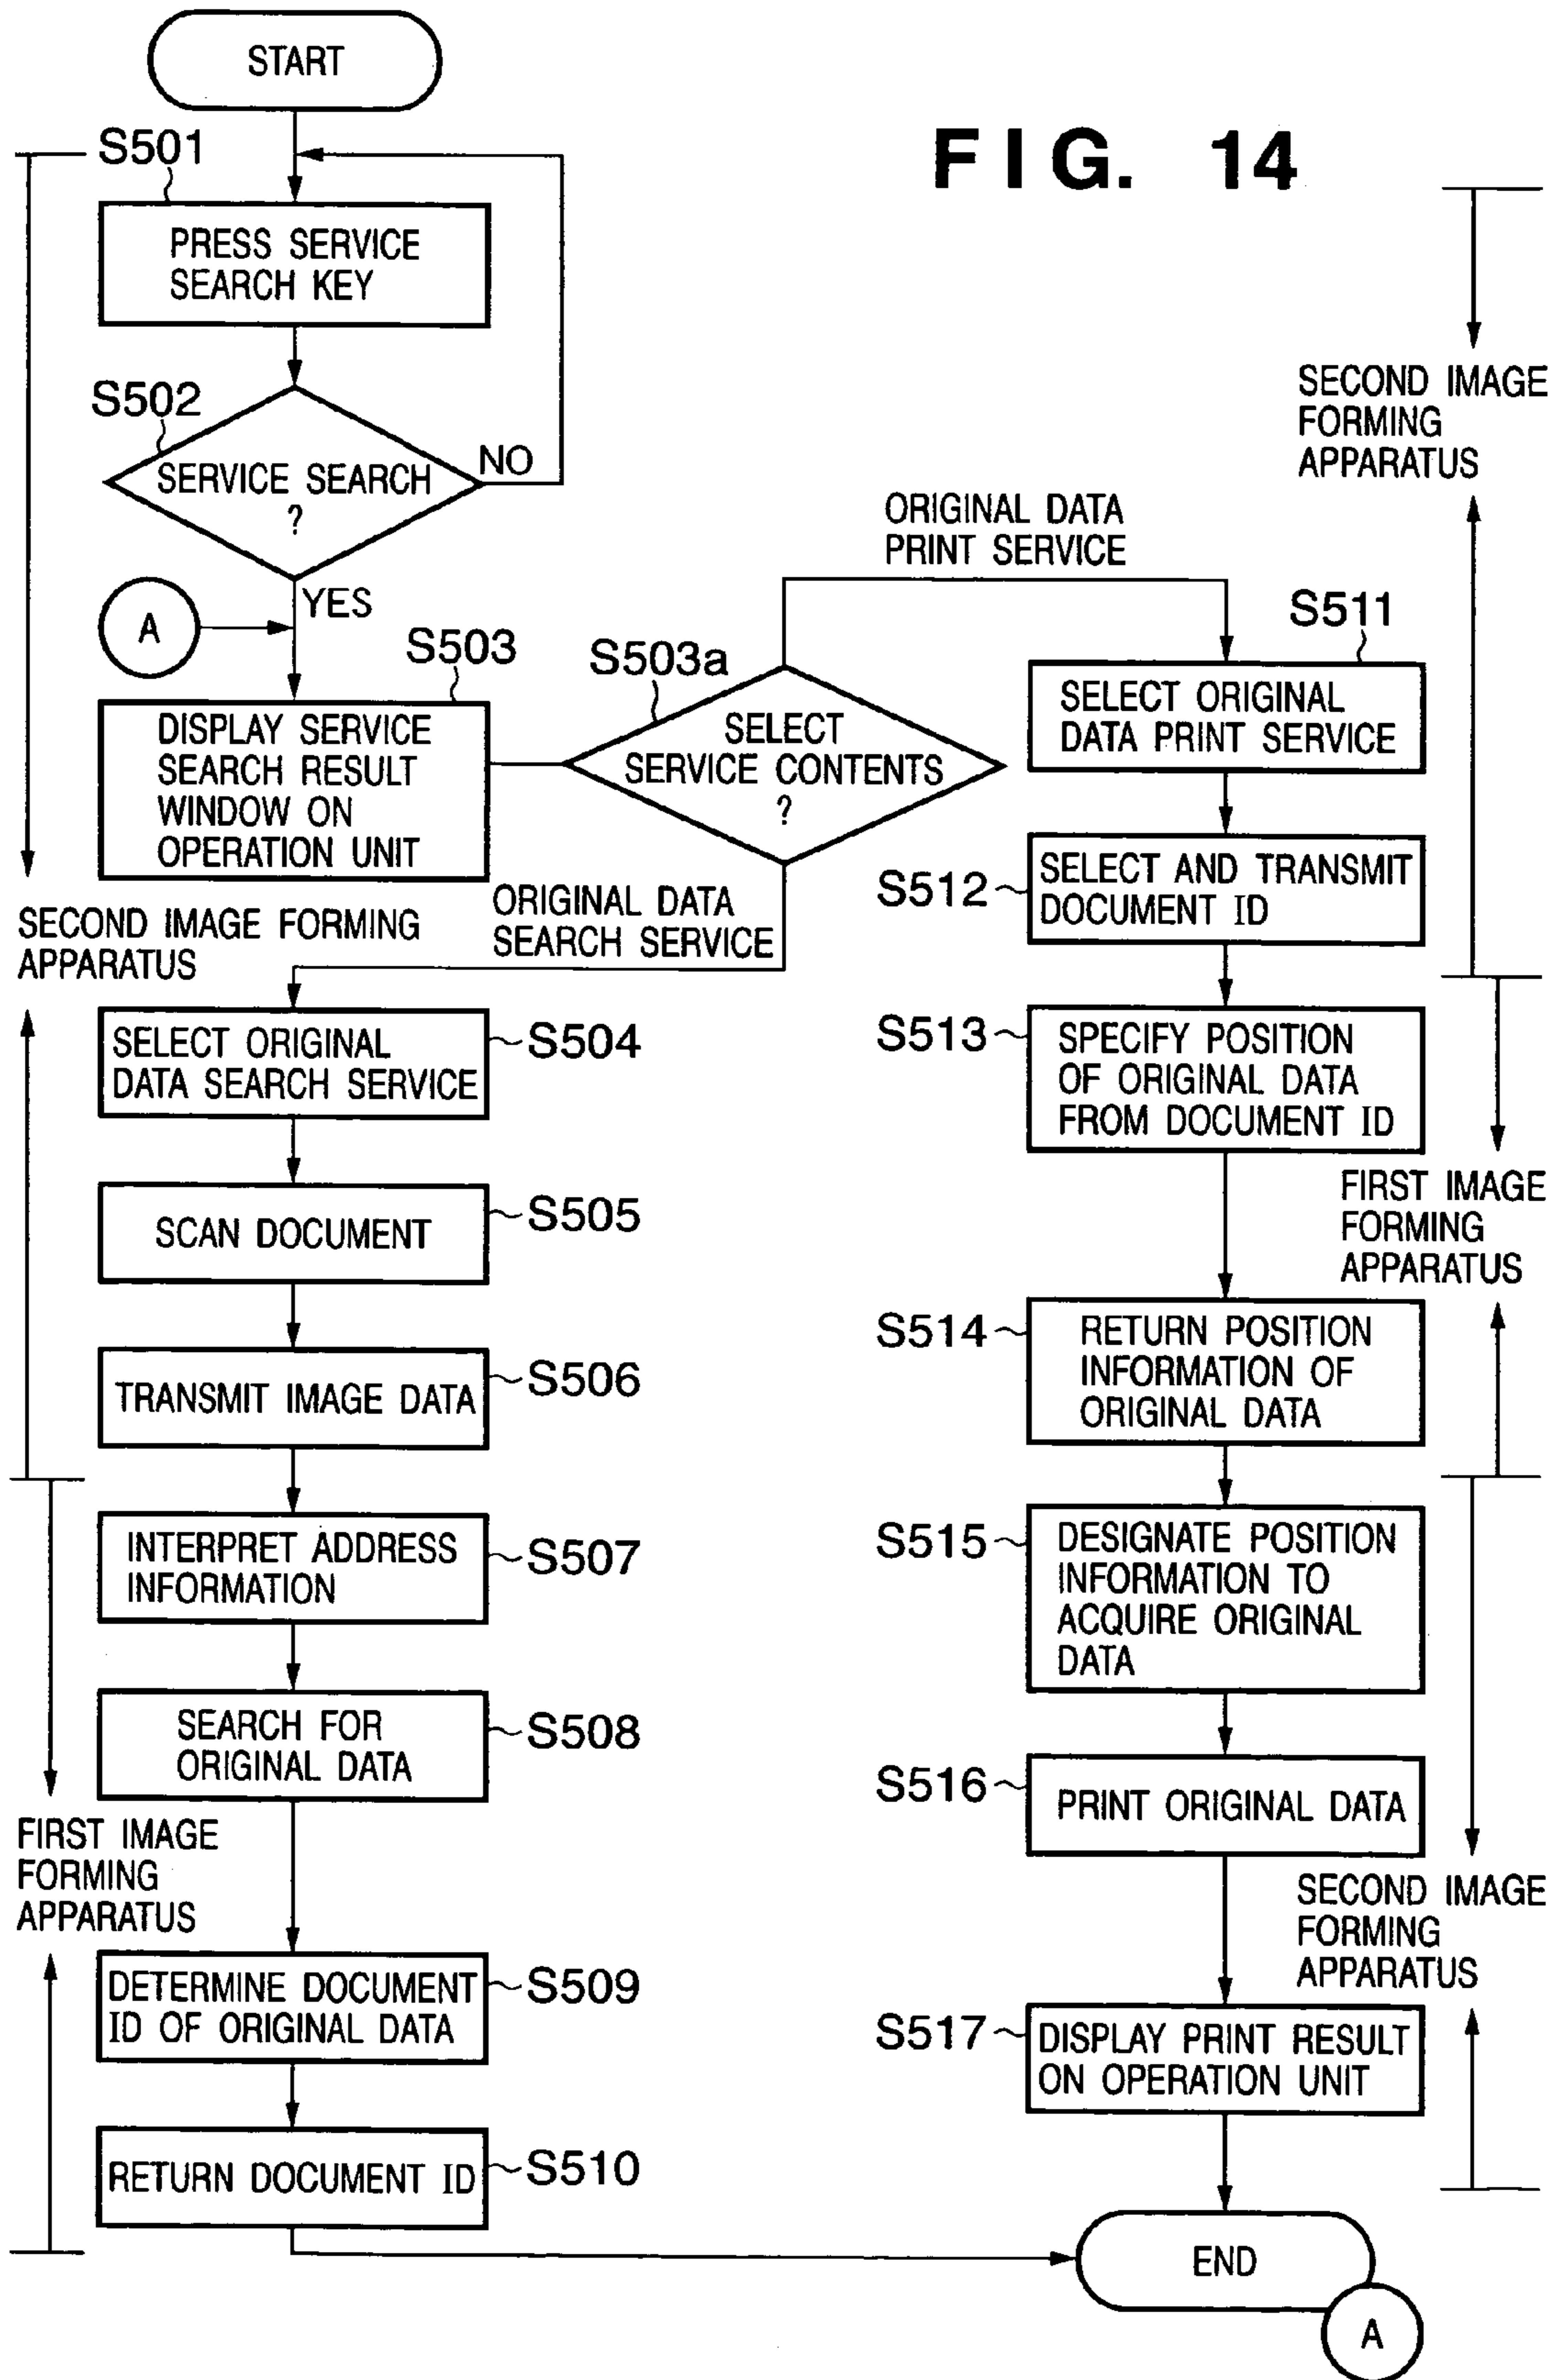 START
FIG. 14
S501
PRESS SERVICE
SEARCH KEY
S502
SERVICE SEARCH
?
NO
YES
A
S503
DISPLAY SERVICE
SEARCH RESULT
WINDOW ON
OPERATION UNIT
S503a
SELECT
SERVICE CONTENTS
?
ORIGINAL DATA
PRINT SERVICE
ORIGINAL DATA
SEARCH SERVICE
SECOND IMAGE FORMING
APPARATUS
SELECT ORIGINAL
DATA SEARCH SERVICE
S504
SCAN DOCUMENT
S505
TRANSMIT IMAGE DATA
S506
INTERPRET ADDRESS
INFORMATION
S507
SEARCH FOR
ORIGINAL DATA
S508
FIRST IMAGE
FORMING
APPARATUS
DETERMINE DOCUMENT
ID OF ORIGINAL DATA
S509
RETURN DOCUMENT ID
S510
SECOND IMAGE
FORMING
APPARATUS
S511
SELECT ORIGINAL
DATA PRINT SERVICE
S512
SELECT AND TRANSMIT
DOCUMENT ID
S513
SPECIFY POSITION
OF ORIGINAL DATA
FROM DOCUMENT ID
FIRST IMAGE
FORMING
APPARATUS
S514
RETURN POSITION
INFORMATION OF
ORIGINAL DATA
S515
DESIGNATE POSITION
INFORMATION TO
ACQUIRE ORIGINAL
DATA
S516
PRINT ORIGINAL DATA
SECOND IMAGE
FORMING
APPARATUS
S517
DISPLAY PRINT RESULT
ON OPERATION UNIT
END
A